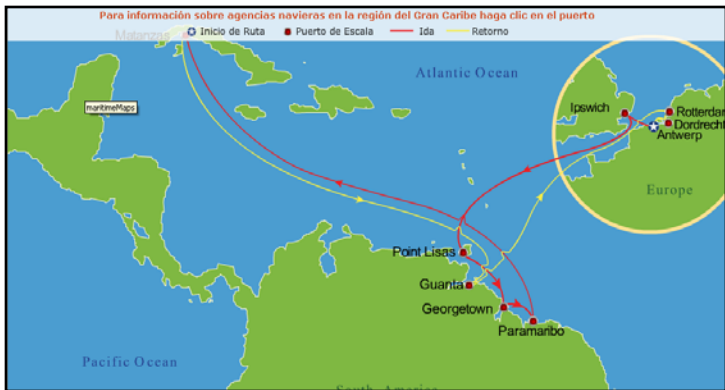 Para información sobre agencias navieras en la región del Gran Caribe haga clic en el puerto
Inicio de Ruta Puerto de Escala Ida Retorno
Matanzas
Atlantic Ocean
maritimeMaps
Ipswich
Rotterdam
Dordrecht
Antwerp
Europe
Point Lisas
Guanta
Georgetown
Paramaribo
Pacific Ocean
South America